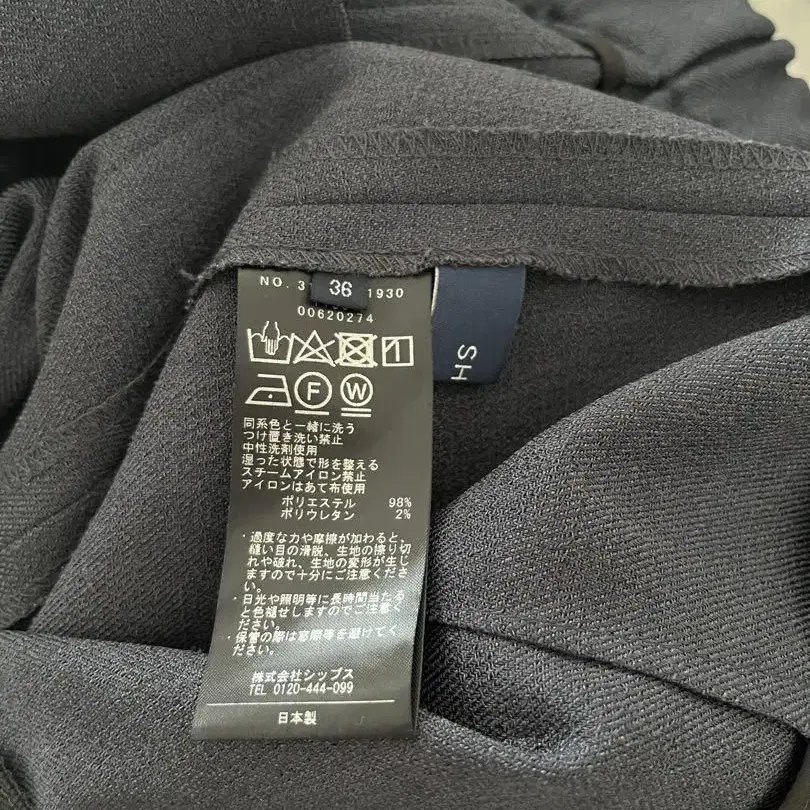 NO. 3
36
1930
00620274
SH
F W
同系色と一緒に洗う
つけ置き洗い禁止
中性洗剤使用
湿った状態で形を整える
スチームアイロン禁止
アイロンはあて布使用
ポリエステル 98%
ポリウレタン 2%
・過度な力や摩擦が加わると、
縫い目の滑脱、生地の擦り切
れや破れ、生地の変形が生じ
ますので十分にご注意くださ
い。
・日光や照明等に長時間当たる
と色褪せしますのでご注意く
ださい。
・保管の際は窓際等を避けてく
ださい。
株式会社シップス
TEL 0120-444-099
日本製